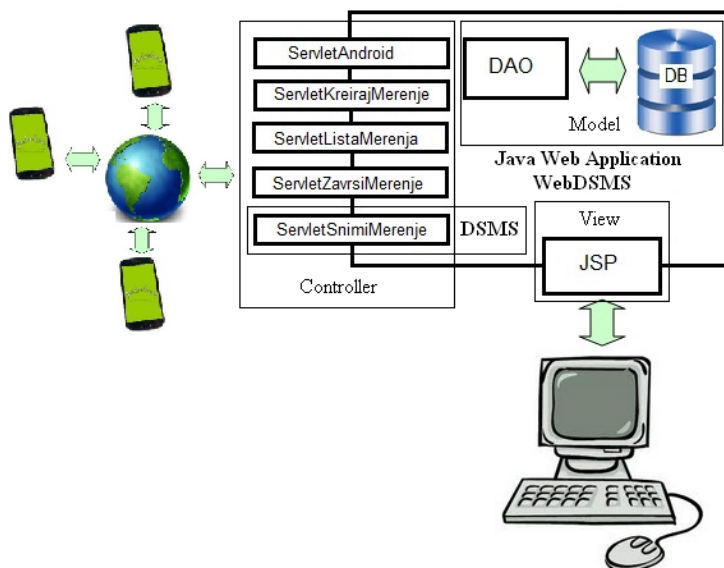 ServletAndroid
ServletKreirajMerenje
ServletListaMerenja
ServletZavrsiMerenje
ServletSnimiMerenje
DSMS
Controller
DAO
DB
Model
Java Web Application
WebDSMS
View
JSP